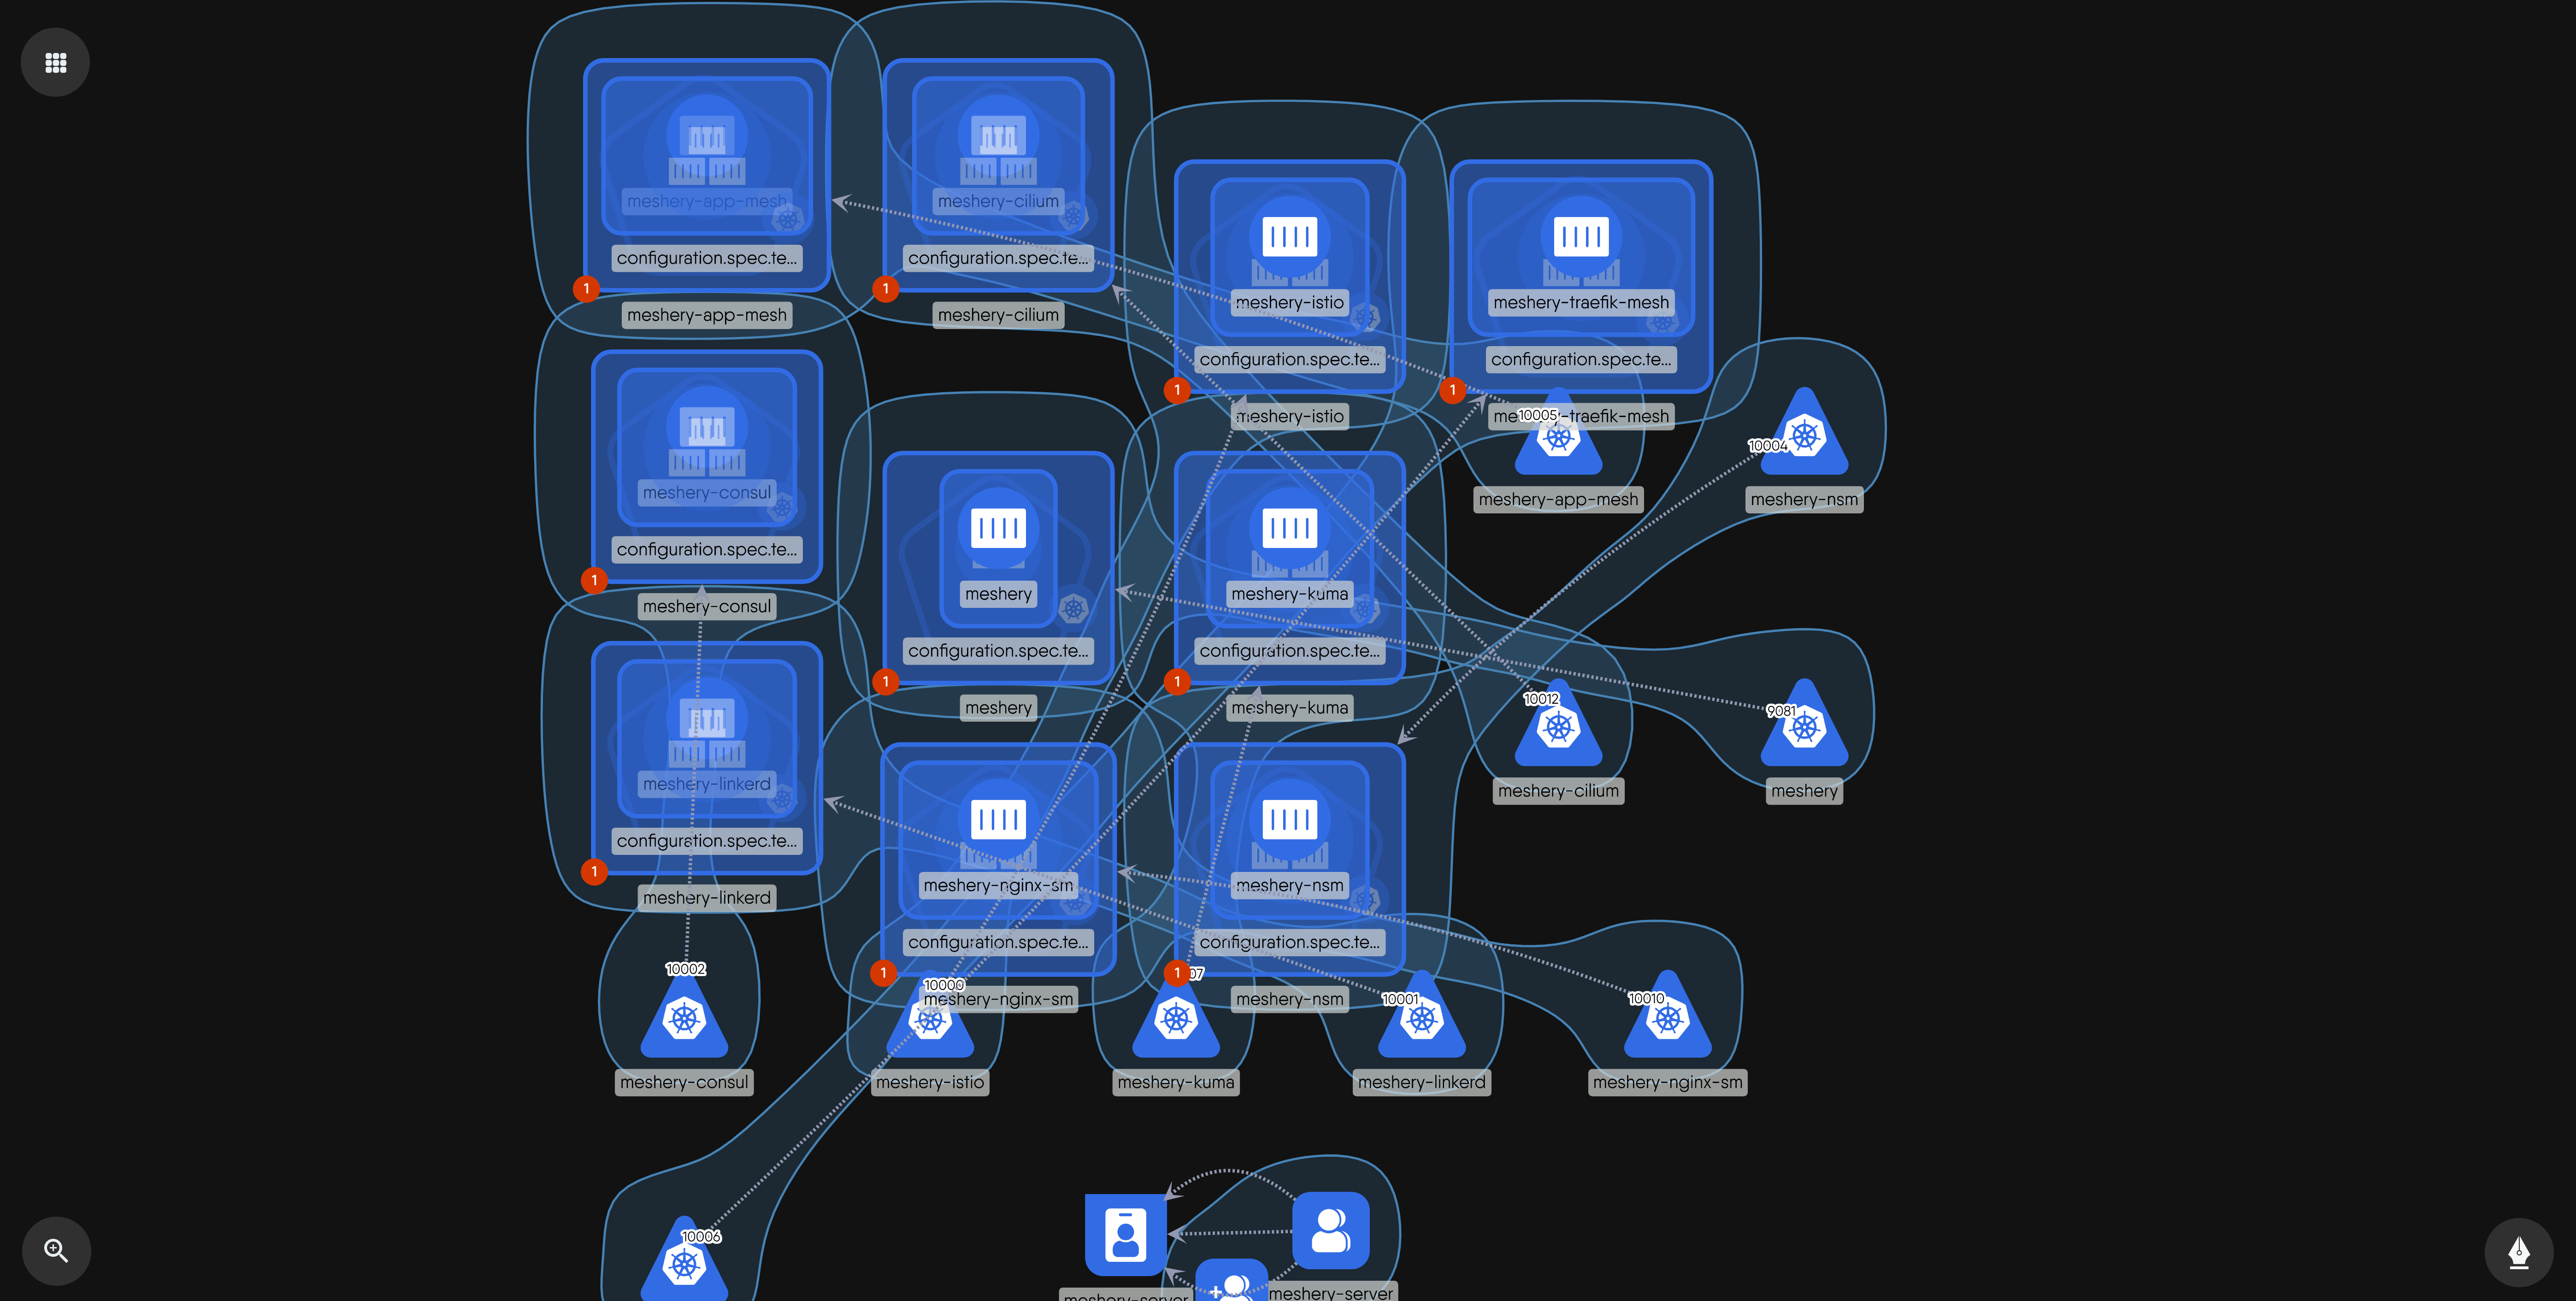 meshery-app-mesh
configuration.spec.te...
1
meshery-app-mesh
meshery-cilium
configuration.spec.te...
1
meshery-cilium
meshery-istio
configuration.spec.te...
1
meshery-istio
meshery-traefik-mesh
configuration.spec.te...
1
10005
meshery-app-mesh
10004
meshery-nsm
meshery-consul
configuration.spec.te...
1
meshery-consul
meshery
configuration.spec.te...
1
meshery
meshery-kuma
configuration.spec.te...
1
meshery-kuma
10012
meshery-cilium
9081
meshery
meshery-linkerd
configuration.spec.te...
1
meshery-linkerd
meshery-nginx-sm
configuration.spec.te...
1
meshery-nginx-sm
meshery-nsm
configuration.spec.te...
1
meshery-nsm
10002
meshery-consul
10000
meshery-istio
07
meshery-kuma
10001
meshery-linkerd
10010
meshery-nginx-sm
10006
meshery-server
meshery-server